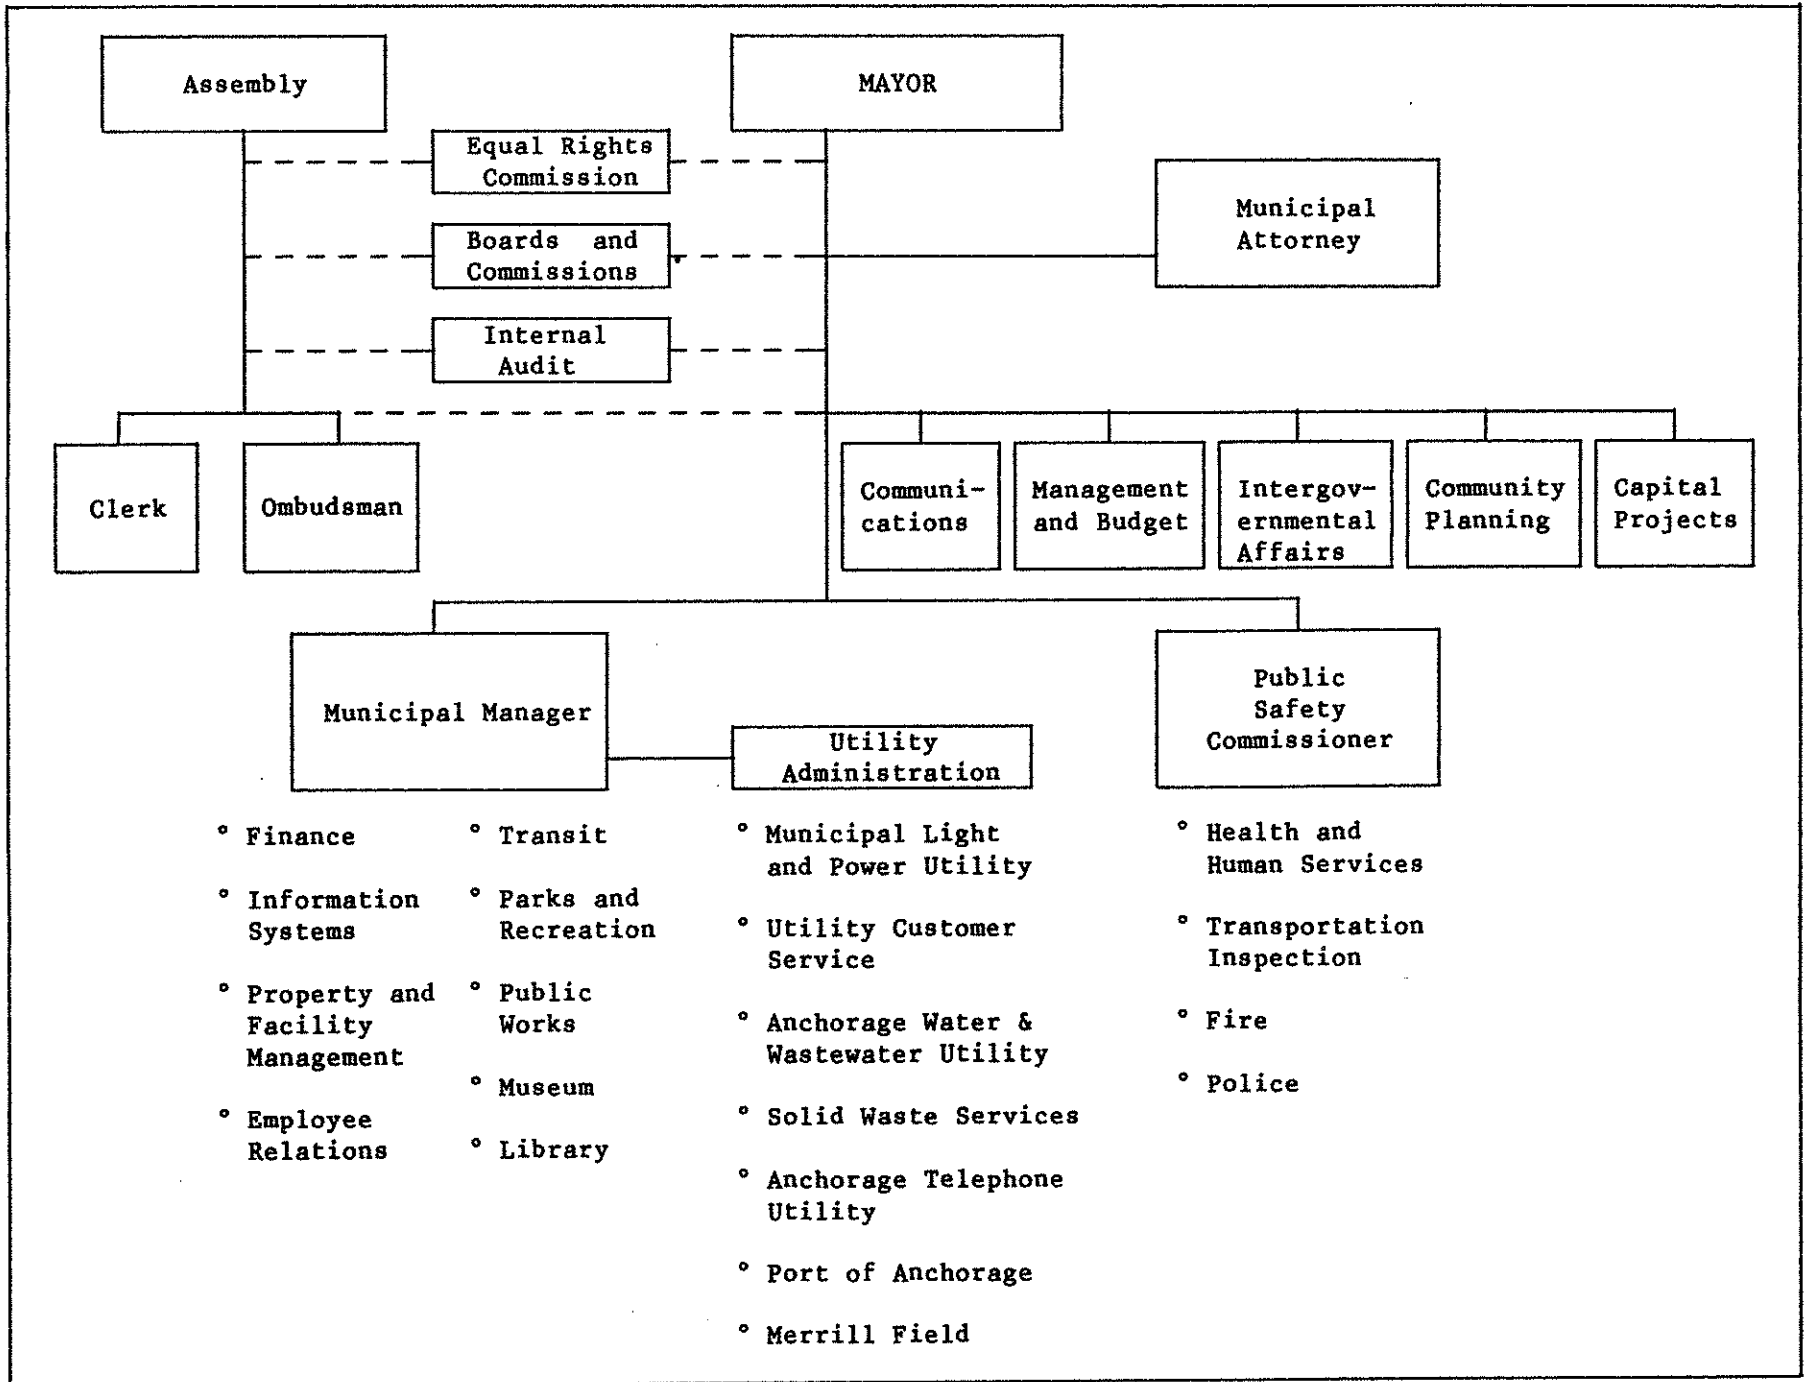 Assembly
MAYOR
Equal Rights
Commission
Municipal
Attorney
Boards and
Commissions
Internal
Audit
Clerk
Ombudsman
Communi-
cations
Management
and Budget
Intergov-
ernmental
Affairs
Community
Planning
Capital
Projects
Municipal Manager
Utility
Administration
Public
Safety
Commissioner
° Finance
° Information
Systems
° Property and
Facility
Management
° Employee
Relations
° Transit
° Parks and
Recreation
° Public
Works
° Museum
° Library
° Municipal Light
and Power Utility
° Utility Customer
Service
° Anchorage Water &
Wastewater Utility
° Solid Waste Services
° Anchorage Telephone
Utility
° Port of Anchorage
° Merrill Field
° Health and
Human Services
° Transportation
Inspection
° Fire
° Police